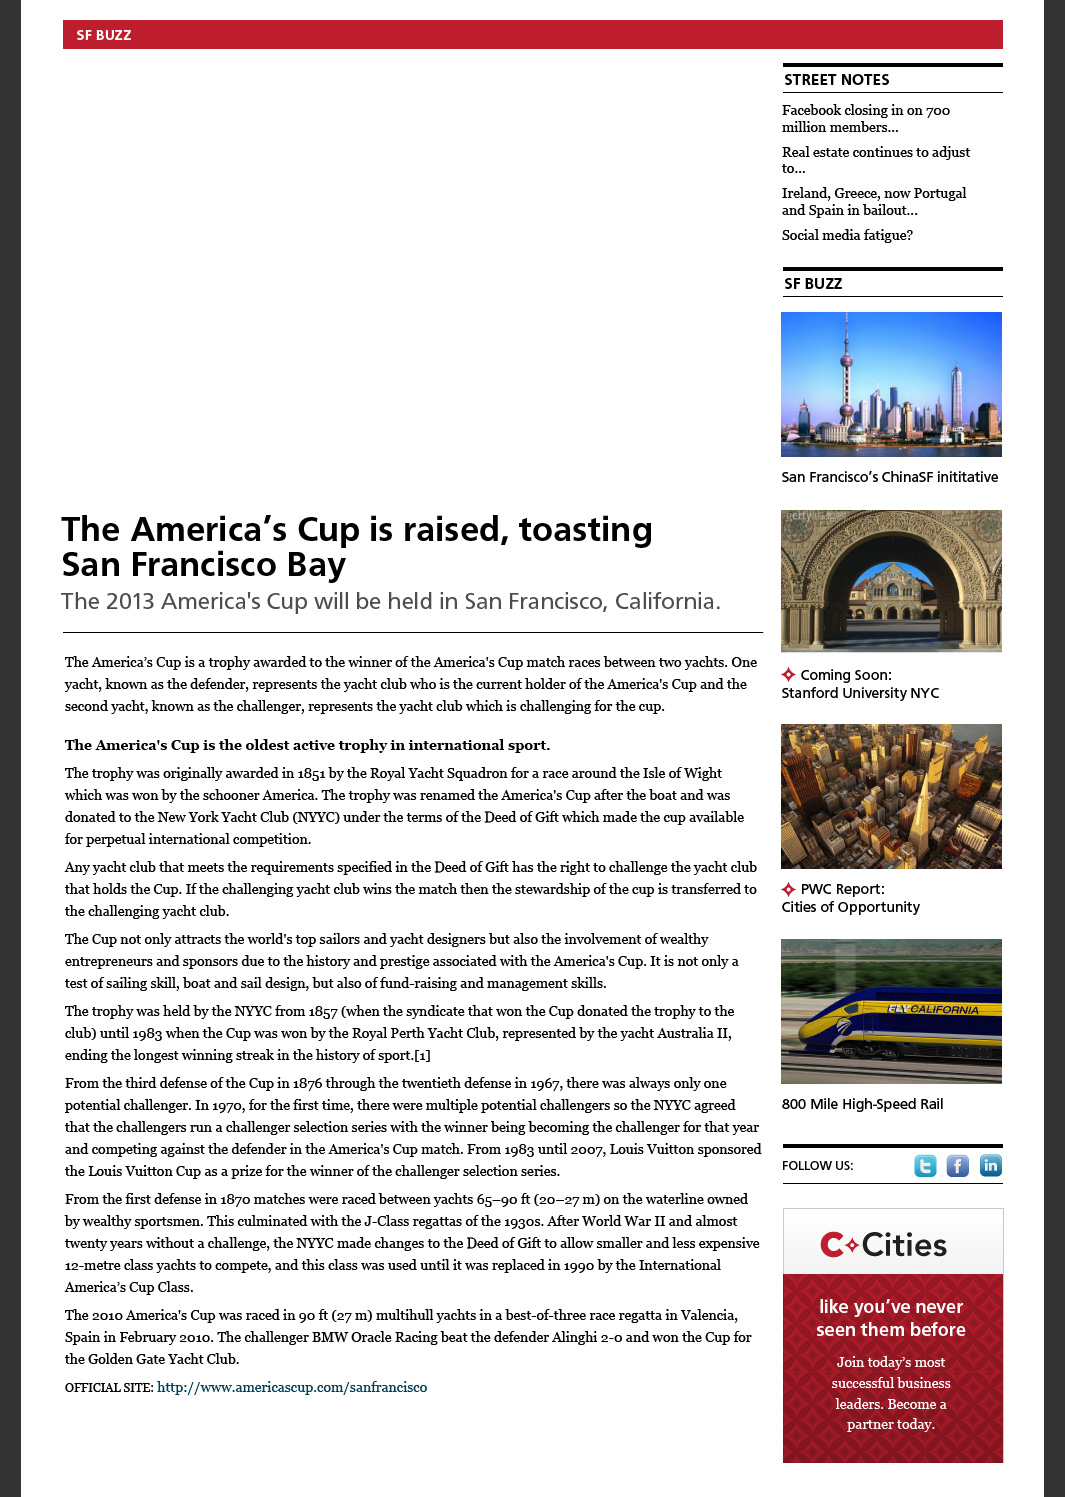 SF BUZZ
The America’s Cup is raised, toasting
San Francisco Bay
The 2013 America's Cup will be held in San Francisco, California.
The America’s Cup is a trophy awarded to the winner of the America's Cup match races between two yachts. One
yacht, known as the defender, represents the yacht club who is the current holder of the America's Cup and the
second yacht, known as the challenger, represents the yacht club which is challenging for the cup.
The America's Cup is the oldest active trophy in international sport.
The trophy was originally awarded in 1851 by the Royal Yacht Squadron for a race around the Isle of Wight
which was won by the schooner America. The trophy was renamed the America's Cup after the boat and was
donated to the New York Yacht Club (NYYC) under the terms of the Deed of Gift which made the cup available
for perpetual international competition.
Any yacht club that meets the requirements specified in the Deed of Gift has the right to challenge the yacht club
that holds the Cup. If the challenging yacht club wins the match then the stewardship of the cup is transferred to
the challenging yacht club.
The Cup not only attracts the world's top sailors and yacht designers but also the involvement of wealthy
entrepreneurs and sponsors due to the history and prestige associated with the America's Cup. It is not only a
test of sailing skill, boat and sail design, but also of fund-raising and management skills.
The trophy was held by the NYYC from 1857 (when the syndicate that won the Cup donated the trophy to the
club) until 1983 when the Cup was won by the Royal Perth Yacht Club, represented by the yacht Australia II,
ending the longest winning streak in the history of sport.[1]
From the third defense of the Cup in 1876 through the twentieth defense in 1967, there was always only one
potential challenger. In 1970, for the first time, there were multiple potential challengers so the NYYC agreed
that the challengers run a challenger selection series with the winner being becoming the challenger for that year
and competing against the defender in the America's Cup match. From 1983 until 2007, Louis Vuitton sponsored
the Louis Vuitton Cup as a prize for the winner of the challenger selection series.
From the first defense in 1870 matches were raced between yachts 65–90 ft (20–27 m) on the waterline owned
by wealthy sportsmen. This culminated with the J-Class regattas of the 1930s. After World War II and almost
twenty years without a challenge, the NYYC made changes to the Deed of Gift to allow smaller and less expensive
12-metre class yachts to compete, and this class was used until it was replaced in 1990 by the International
America’s Cup Class.
The 2010 America's Cup was raced in 90 ft (27 m) multihull yachts in a best-of-three race regatta in Valencia,
Spain in February 2010. The challenger BMW Oracle Racing beat the defender Alinghi 2-0 and won the Cup for
the Golden Gate Yacht Club.
OFFICIAL SITE: http://www.americascup.com/sanfrancisco
STREET NOTES
Facebook closing in on 700
million members...
Real estate continues to adjust
to...
Ireland, Greece, now Portugal
and Spain in bailout...
Social media fatigue?
SF BUZZ
San Francisco’s ChinaSF inititative
Coming Soon:
Stanford University NYC
PWC Report:
Cities of Opportunity
FLY CALIFORNIA
800 Mile High-Speed Rail
FOLLOW US:
t f in
C Cities
like you’ve never
seen them before
Join today’s most
successful business
leaders. Become a
partner today.